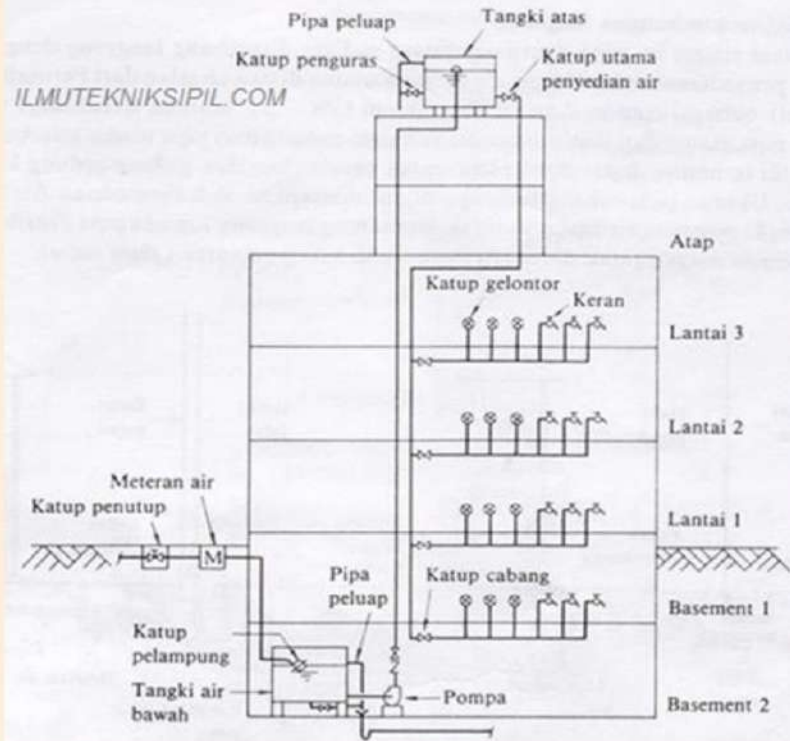 Pipa peluap
Tangki atas
Katup penguras
Katup utama
penyedian air
ILMUTEKNIKSIPIL.COM
Atap
Katup gelontor
Keran
Lantai 3
Lantai 2
Meteran air
Katup penutup
Lantai 1
M
Pipa
peluap
Katup cabang
Basement 1
Katup
pelampung
Tangki air
bawah
Pompa
Basement 2